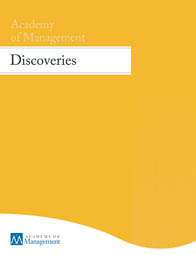 Academy
of Management
Discoveries
ACADEMY OF
Management